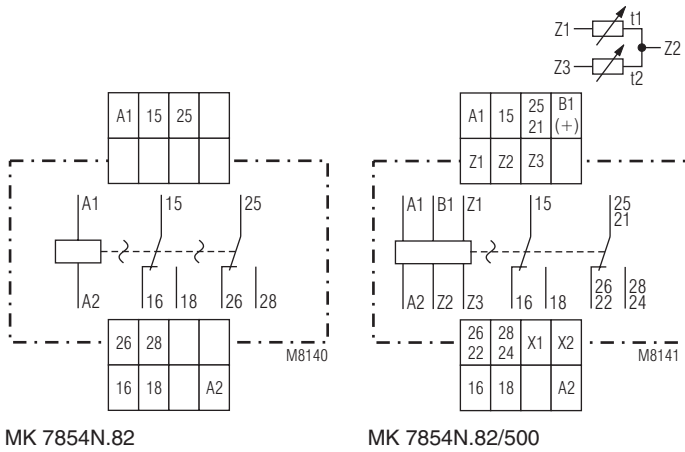 Z1 t1
Z2
Z3 t2
A1 15 25
A1 15 25 21 B1 (+)
Z1 Z2 Z3
A1 15 25
A1 B1 Z1 15 25
21
A2 16 18 26 28
A2 Z2 Z3 16 18 26 22 28 24
26 28
M8140
26 22 28 24 X1 X2
M8141
16 18 A2
16 18 A2
MK 7854N.82
MK 7854N.82/500